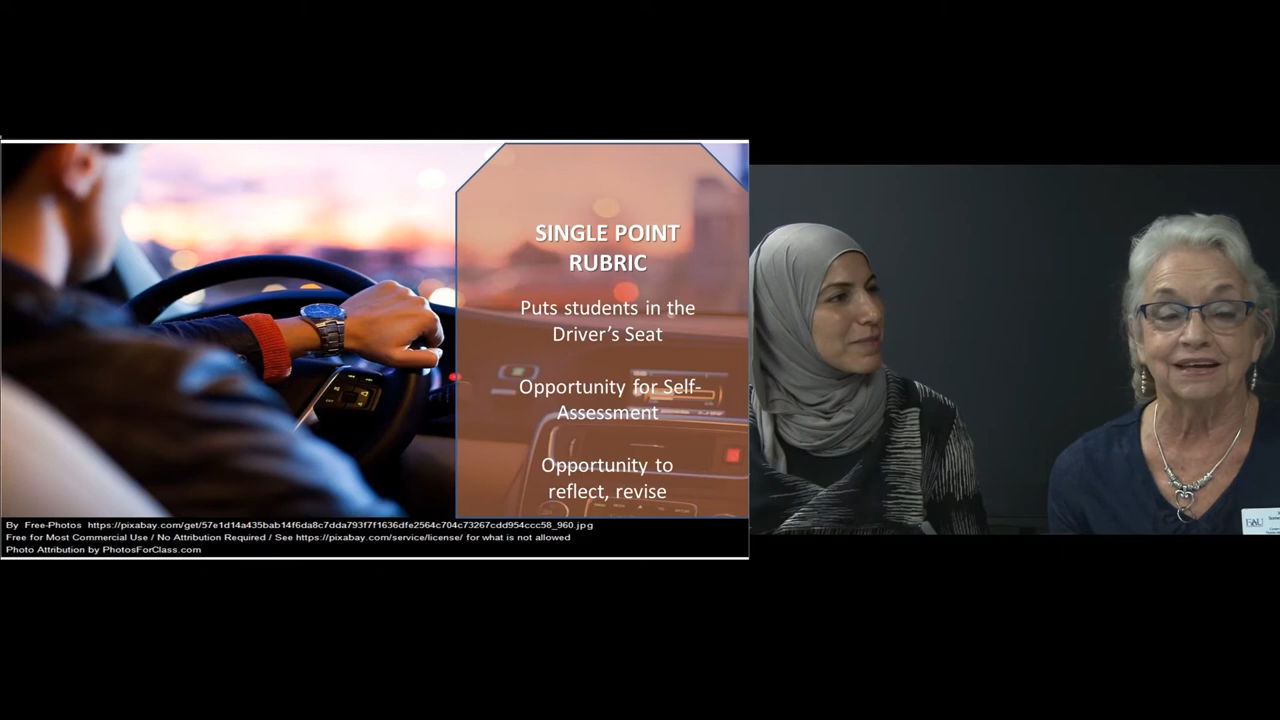 SINGLE POINT
RUBRIC
Puts students in the
Driver’s Seat
Opportunity for Self-
Assessment
Opportunity to
reflect, revise
By Free-Photos https://pixabay.com/get/57e1d14a435bab14f6da8c7dda793f7f1636dfe2564c704c73267cdd954ccc58_960.jpg
Free for Most Commercial Use / No Attribution Required / See https://pixabay.com/service/license/ for what is not allowed
Photo Attribution by PhotosForClass.com
FAU